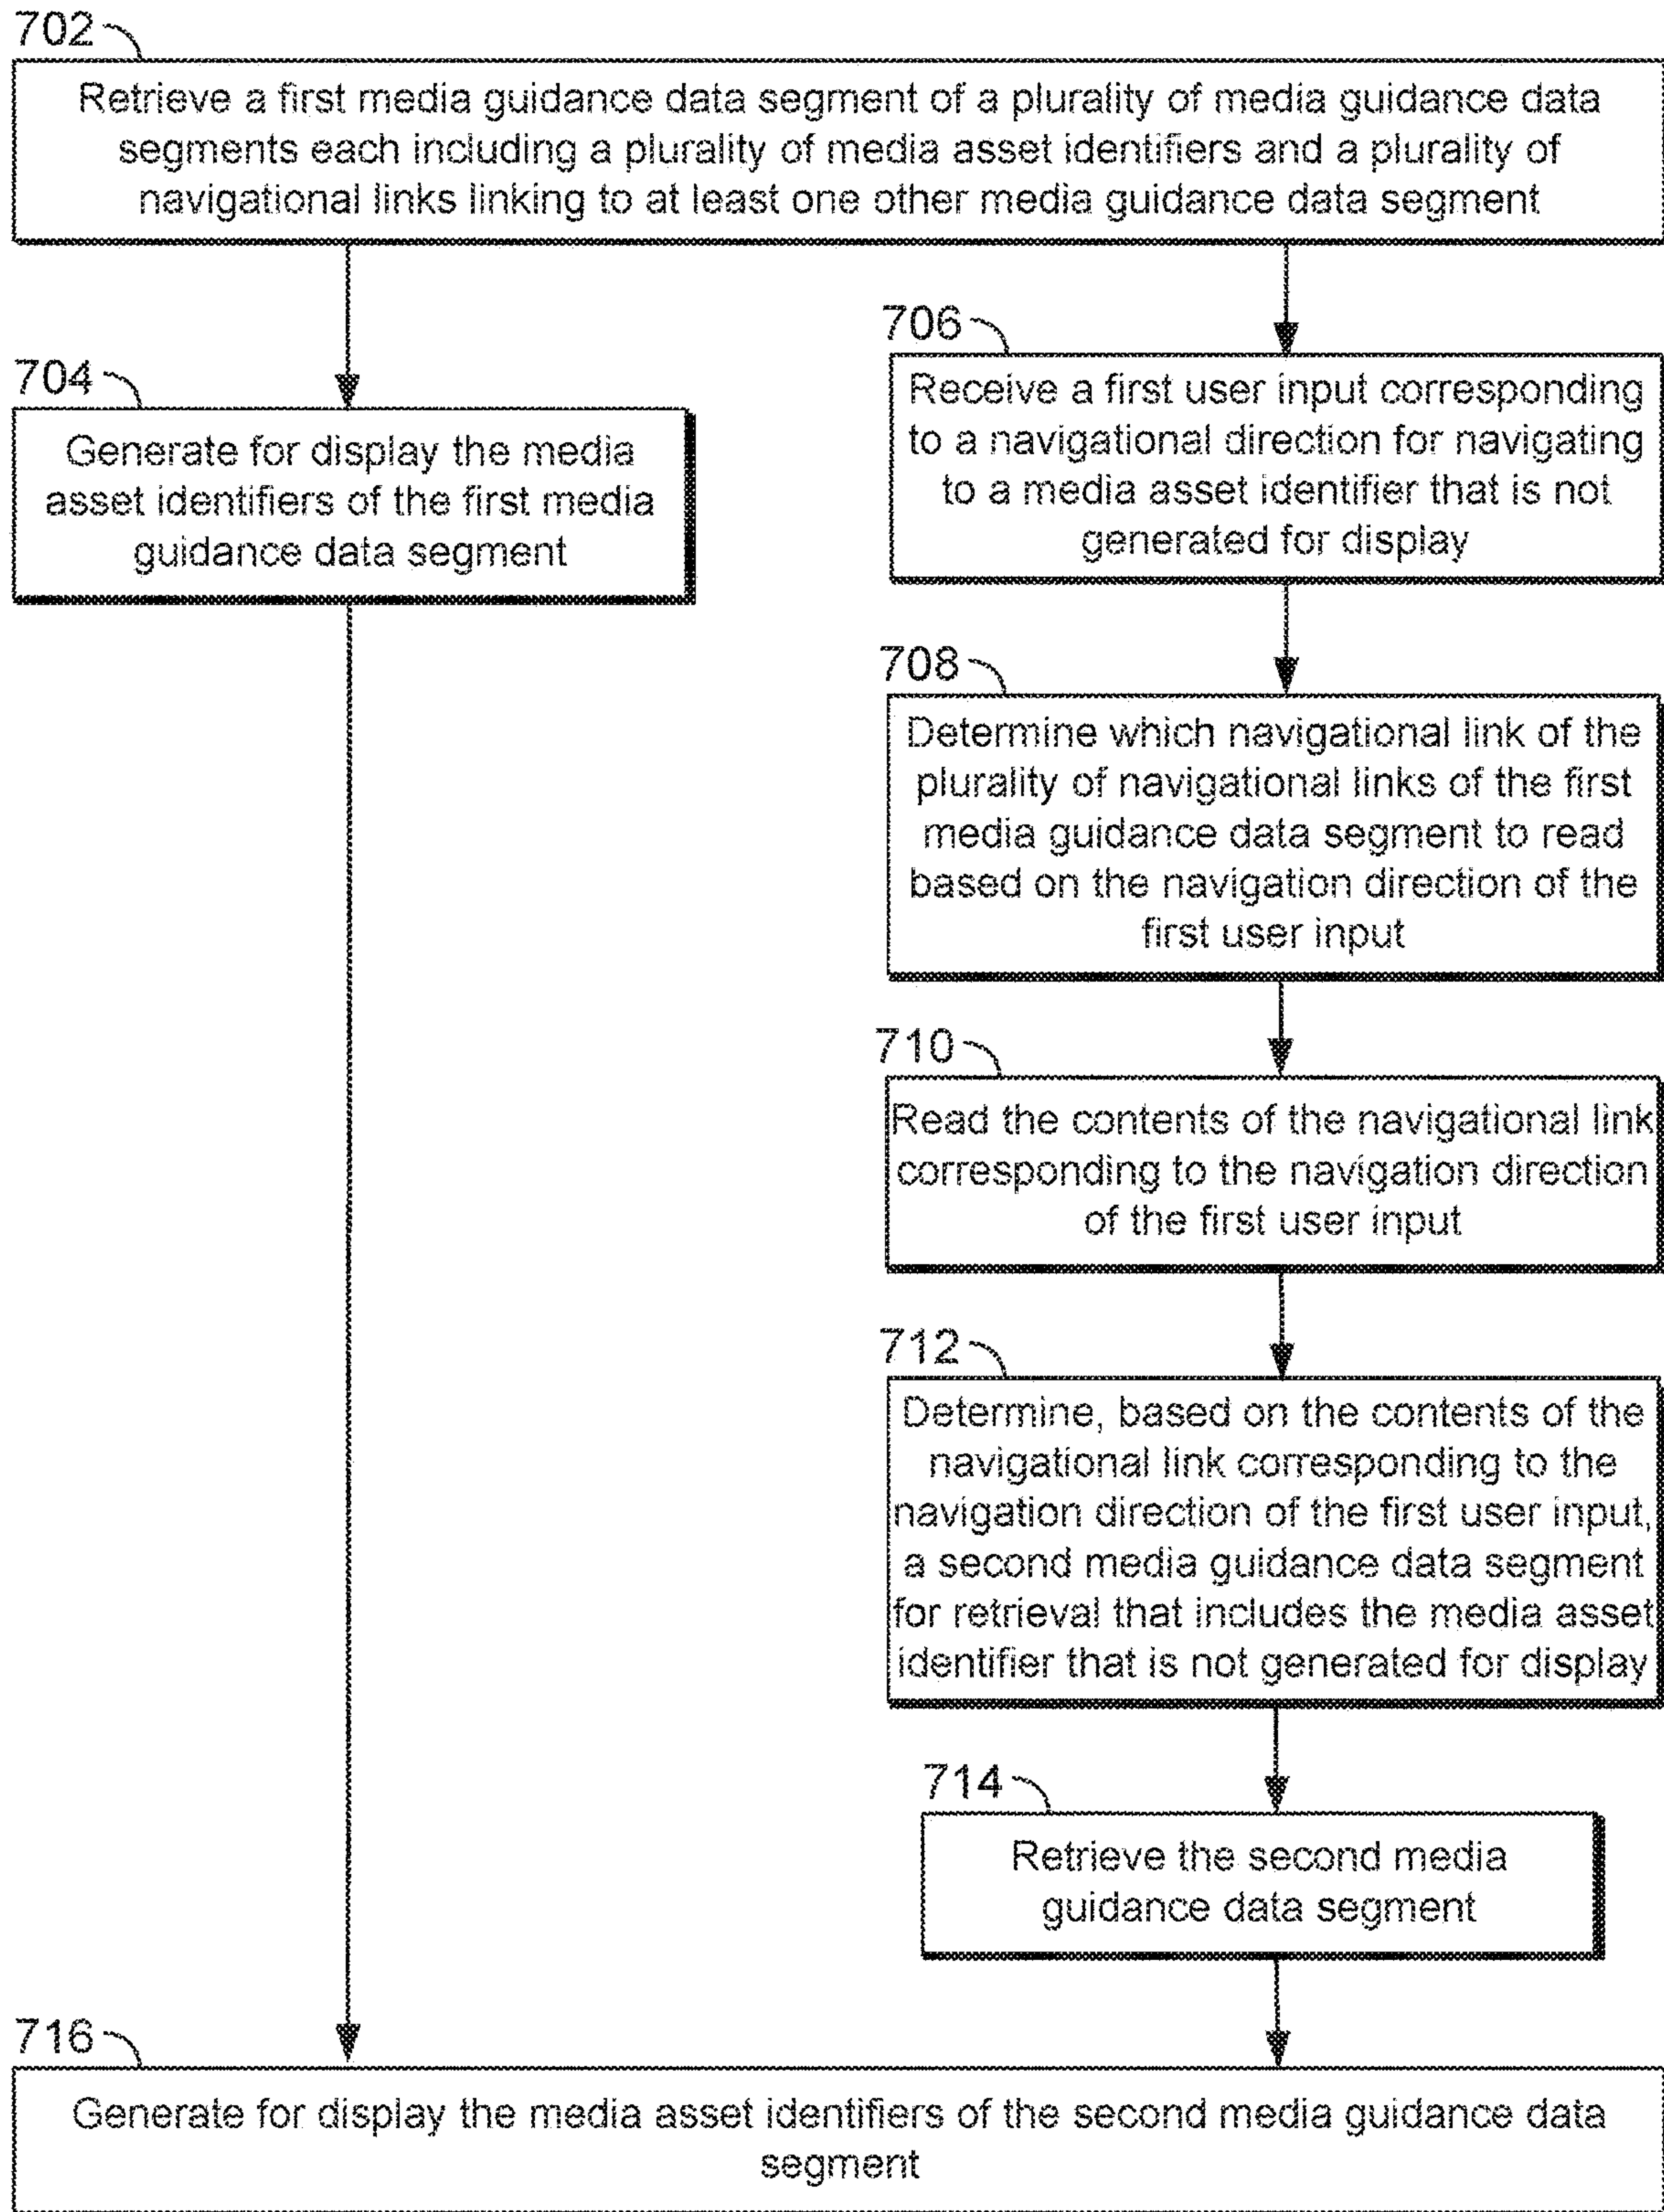 702
Retrieve a first media guidance data segment of a plurality of media guidance data
segments each including a plurality of media asset identifiers and a plurality of
navigational links linking to at least one other media guidance data segment
704
Generate for display the media
asset identifiers of the first media
guidance data segment
706
Receive a first user input corresponding
to a navigational direction for navigating
to a media asset identifier that is not
generated for display
708
Determine which navigational link of the
plurality of navigational links of the first
media guidance data segment to read
based on the navigation direction of the
first user input
710
Read the contents of the navigational link
corresponding to the navigation direction
of the first user input
712
Determine, based on the contents of the
navigational link corresponding to the
navigation direction of the first user input,
a second media guidance data segment
for retrieval that includes the media asset
identifier that is not generated for display
714
Retrieve the second media
guidance data segment
716
Generate for display the media asset identifiers of the second media guidance data
segment